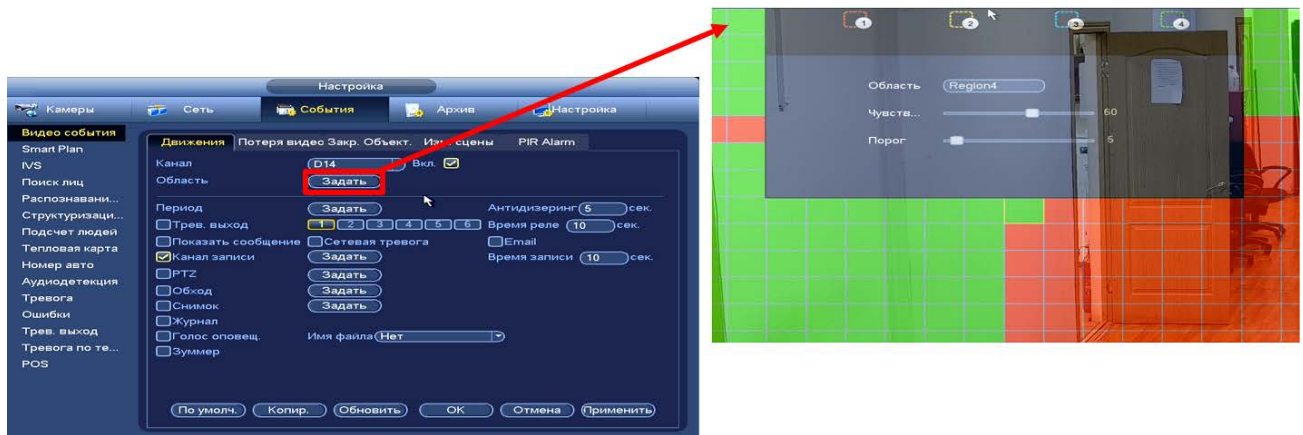 1 2 3 4
Область Region4
Чувств... 60
Порог 5
Настройка
Камеры Сеть События Архив Настройка
Видео события
Smart Plan
IVS
Поиск лиц
Распознавани...
Структуризаци...
Подсчет людей
Тепловая карта
Номер авто
Аудиодетекция
Тревога
Ошибки
Трев. выход
Тревога по те...
POS
Движения Потеря видео Закр. Объект. сцены PIR Alarm
Канал D14 Вкл.
Область Задать
Период Задать Антидизеринг 5 сек.
Трев. выход 1 2 3 4 5 6 Время реле 10 сек.
Показать сообщение Сетевая тревога Email
Канал записи Задать Время записи 10 сек.
PTZ Задать
Обход Задать
Снимок Задать
Журнал
Голос оповещ. Имя файла Нет
Зуммер
По умолч. Копир. Обновить OK Отмена Применить